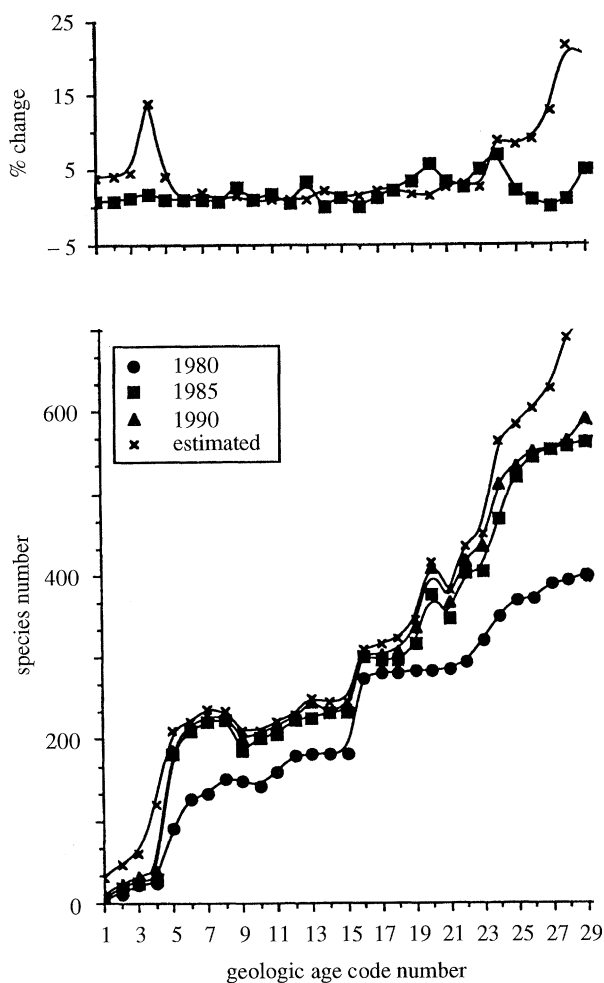 25
15
5
– 5
% change
1980
1985
1990
estimated
600
400
200
0
species number
1 3 5 7 9 11 13 15 17 19 21 23 25 27 29
geologic age code number